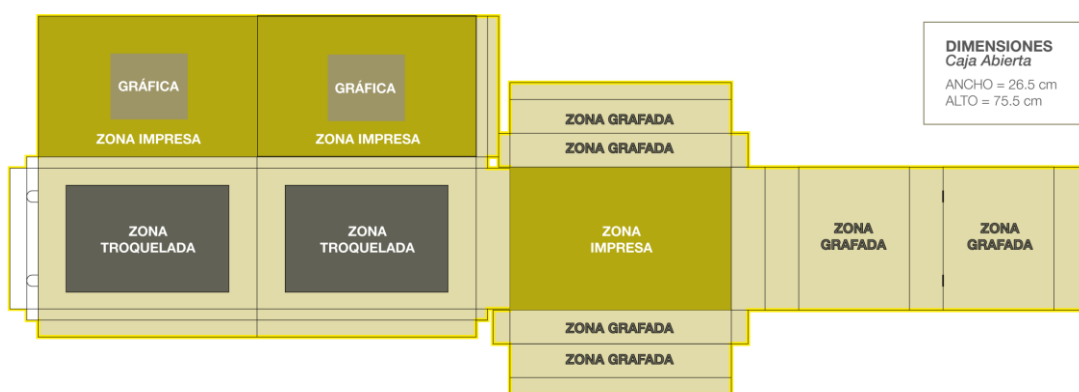 GRÁFICA
GRÁFICA
ZONA IMPRESA
ZONA IMPRESA
ZONA
TROQUELADA
ZONA
TROQUELADA
ZONA GRAFADA
ZONA GRAFADA
ZONA
IMPRESA
ZONA GRAFADA
ZONA GRAFADA
ZONA
GRAFADA
ZONA
GRAFADA
DIMENSIONES
Caja Abierta
ANCHO = 26.5 cm
ALTO = 75.5 cm